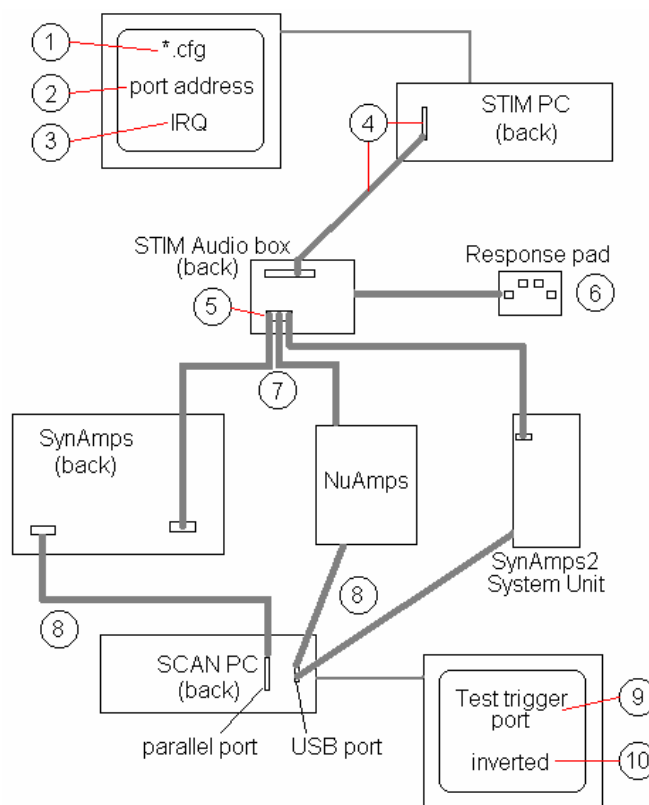 1
*.cfg
2
port address
3
IRQ
4
STIM PC
(back)
STIM Audio box
(back)
5
Response pad
6
7
SynAmps
(back)
NuAmps
SynAmps2
System Unit
8
8
SCAN PC
(back)
parallel port
USB port
Test trigger
port
9
inverted
10